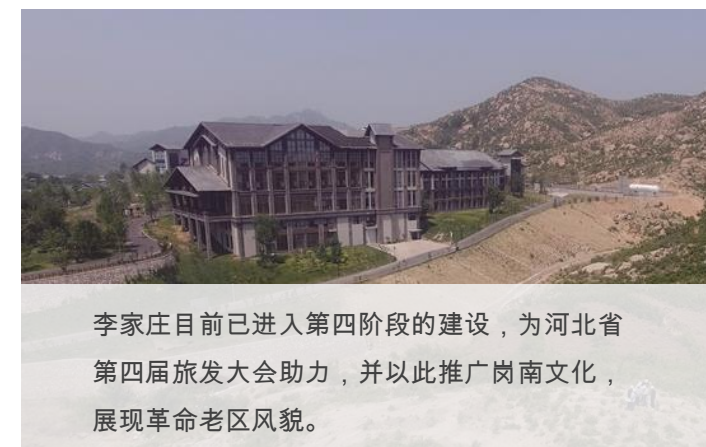 李家庄目前已进入第四阶段的建设，为河北省
第四届旅发大会助力，并以此推广岗南文化，
展现革命老区风貌。